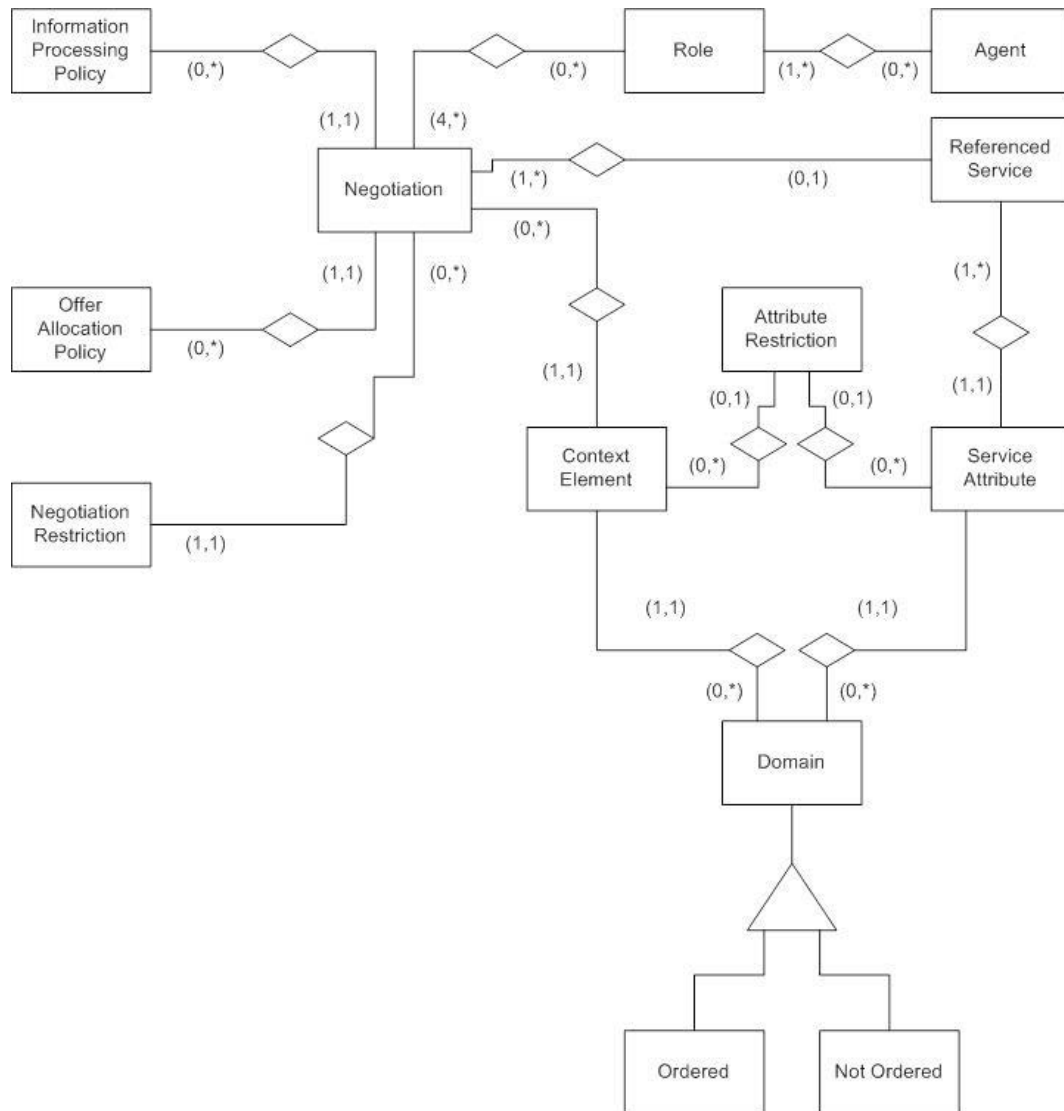 Information
Processing
Policy
(0,*)
(0,*)
Role
(1,*)
(0,*)
Agent
(1,1)
(4,*)
Negotiation
(1,*)
(0,1)
Referenced
Service
(0,*)
(1,1)
(0,*)
(1,*)
Offer
Allocation
Policy
(0,*)
Attribute
Restriction
(1,1)
(0,1)
(0,1)
(1,1)
Context
Element
(0,*)
(0,*)
Service
Attribute
Negotiation
Restriction
(1,1)
(1,1)
(1,1)
(0,*)
(0,*)
Domain
Ordered
Not Ordered